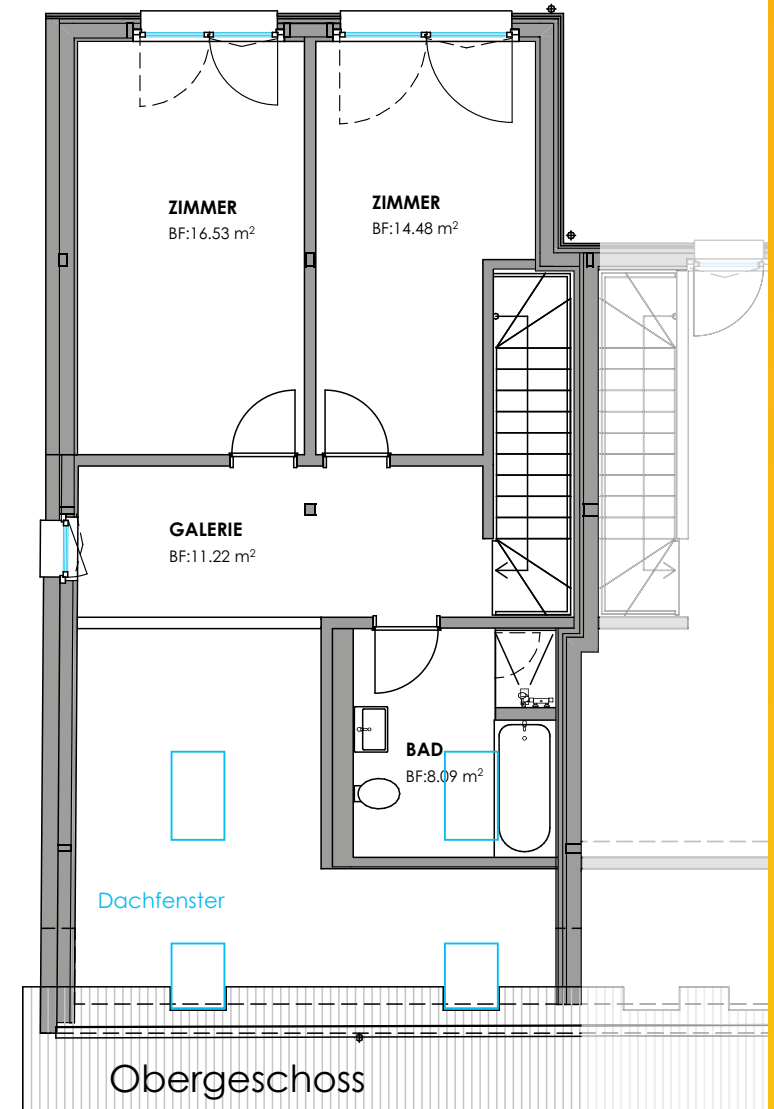 ZIMMER
BF:16.53 m²
ZIMMER
BF:14.48 m²
GALERIE
BF:11.22 m²
BAD
BF:8.09 m²
Dachfenster
Obergeschoss